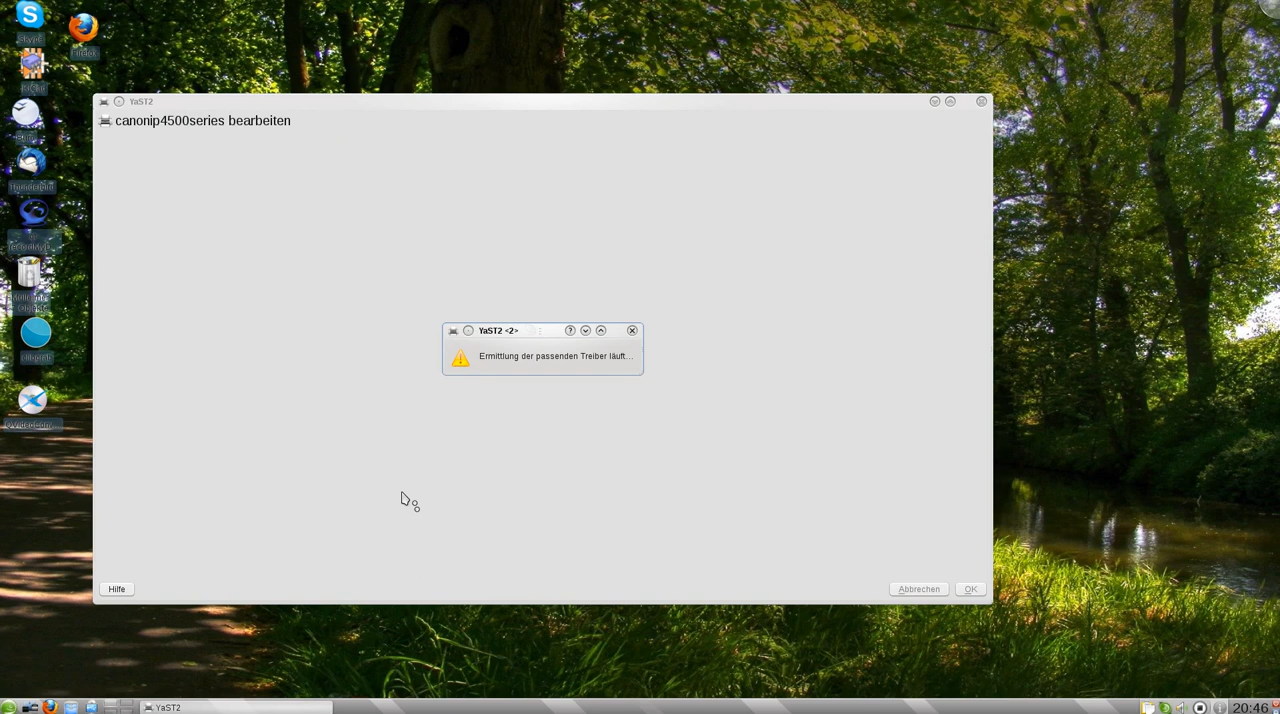 Skype
Firefox
Thunderbird
YaST2
canonip4500series bearbeiten
YaST2 <2>
Ermittlung der passenden Treiber läuft...
Hilfe
Abbrechen
OK
YaST2
20:46